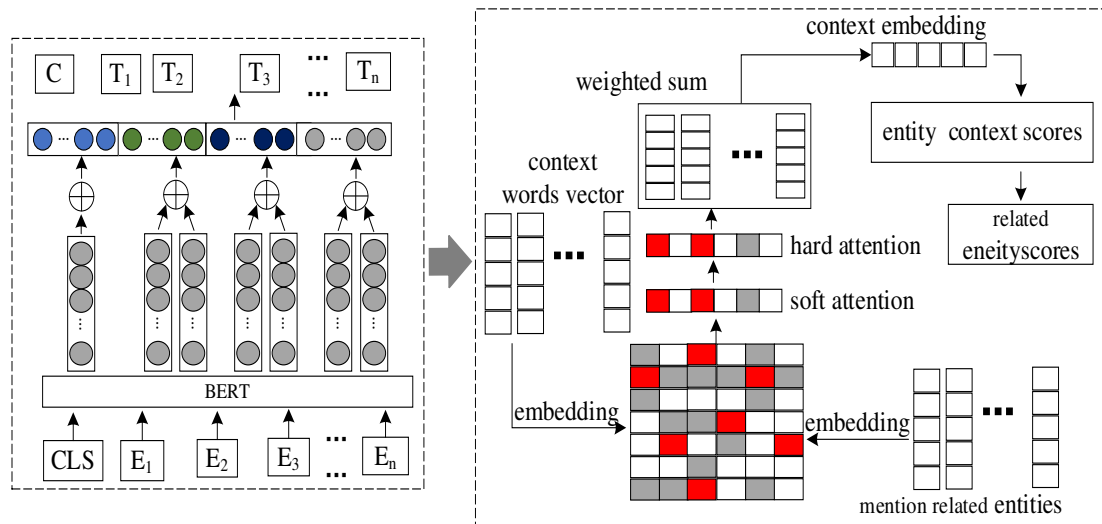 C T₁ T₂ T₃ ... Tₙ
...
... ... ... ...
⋮ ⋮ ⋮ ⋮ ⋮ ⋮ ⋮
BERT
CLS E₁ E₂ E₃ ... Eₙ
...
context embedding
weighted sum
entity context scores
...
context
words vector
...
related
eneityscores
hard attention
soft attention
embedding
embedding
...
mention related entities